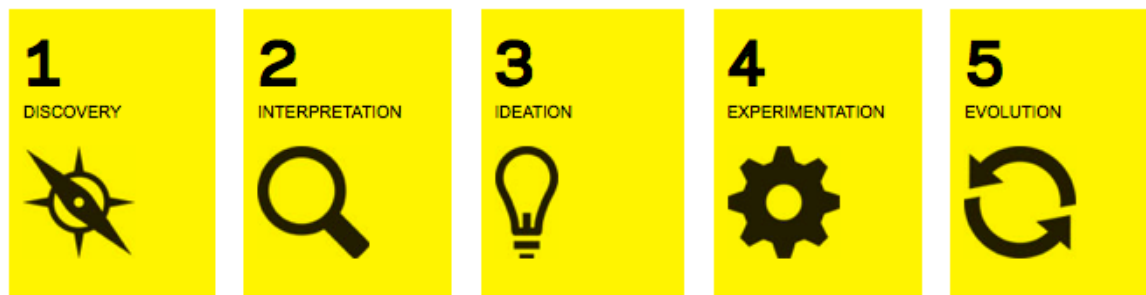 1
DISCOVERY
2
INTERPRETATION
3
IDEATION
4
EXPERIMENTATION
5
EVOLUTION